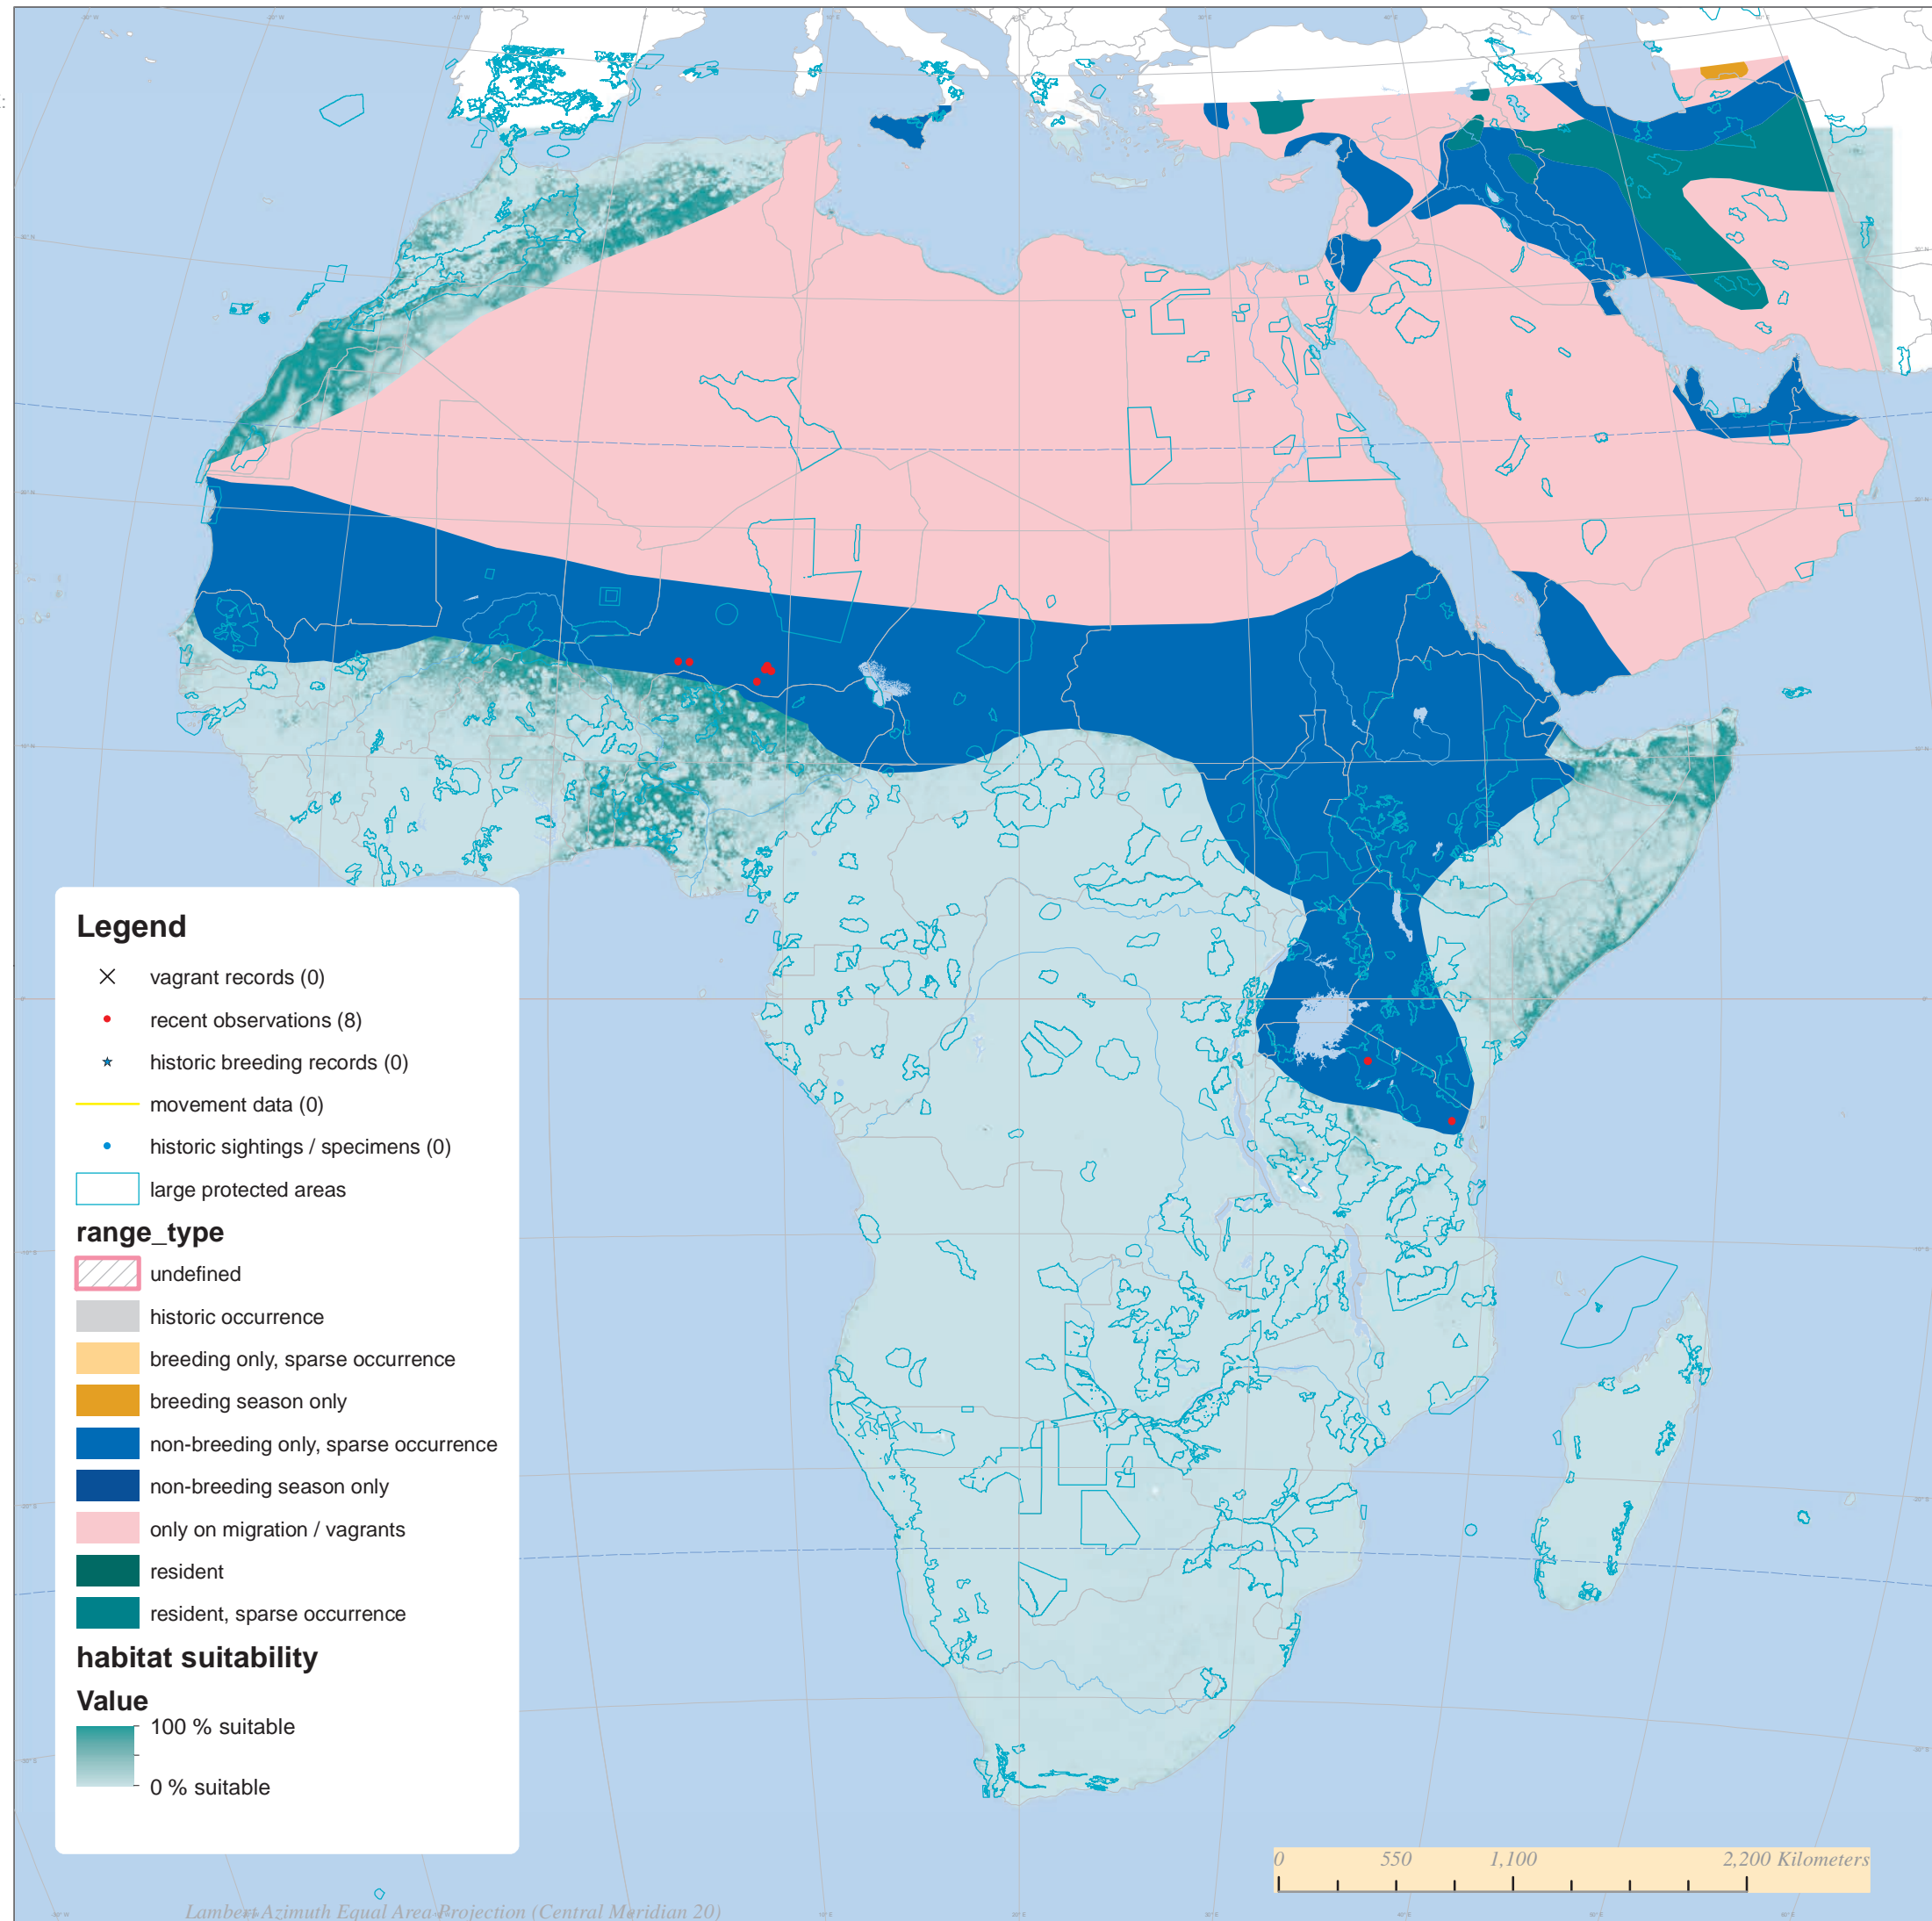 Legend
vagrant records (0)
recent observations (8)
historic breeding records (0)
movement data (0)
historic sightings / specimens (0)
large protected areas
range_type
undefined
historic occurrence
breeding only, sparse occurrence
breeding season only
non-breeding only, sparse occurrence
non-breeding season only
only on migration / vagrants
resident
resident, sparse occurrence
habitat suitability
Value
100 % suitable
0 % suitable
0 550 1,100 2,200 Kilometers
Lambert Azimuth Equal Area Projection (Central Meridian 20)